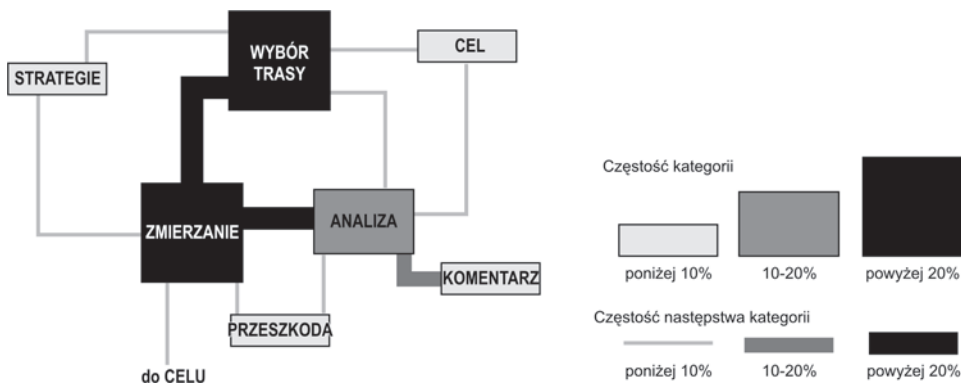 WYBÓR
TRASY
CEL
STRATEGIE
ZMIERZANIE
ANALIZA
KOMENTARZ
PRZESZKODA
do CELU
Częstość kategorii
poniżej 10%
10-20%
powyżej 20%
Częstość następstwa kategorii
poniżej 10%
10-20%
powyżej 20%